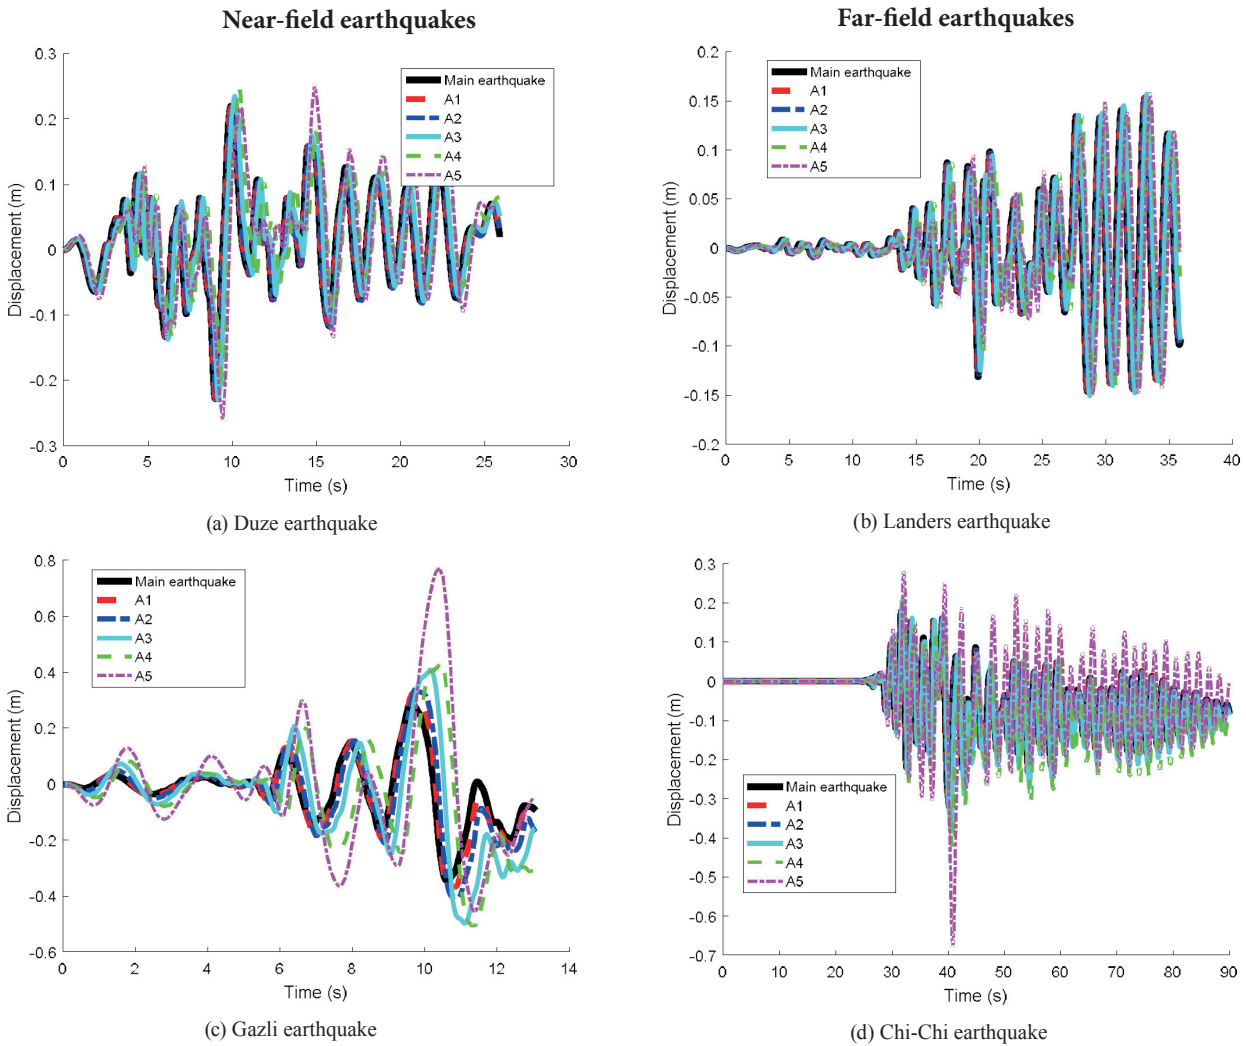 Near-field earthquakes
Far-field earthquakes
0.3
0.2
0.1
0
-0.1
-0.2
-0.3
Displacement (m)
Main earthquake
A1
A2
A3
A4
A5
0 5 10 15 20 25 30
Time (s)
(a) Duze earthquake
0.2
0.15
0.1
0.05
0
-0.05
-0.1
-0.15
-0.2
Displacement (m)
Main earthquake
A1
A2
A3
A4
A5
0 5 10 15 20 25 30 35 40
Time (s)
(b) Landers earthquake
0.8
0.6
0.4
0.2
0
-0.2
-0.4
-0.6
Displacement (m)
Main earthquake
A1
A2
A3
A4
A5
0 2 4 6 8 10 12 14
Time (s)
(c) Gazli earthquake
0.3
0.2
0.1
0
-0.1
-0.2
-0.3
-0.4
-0.5
-0.6
-0.7
Displacement (m)
Main earthquake
A1
A2
A3
A4
A5
0 10 20 30 40 50 60 70 80 90
Time (s)
(d) Chi-Chi earthquake